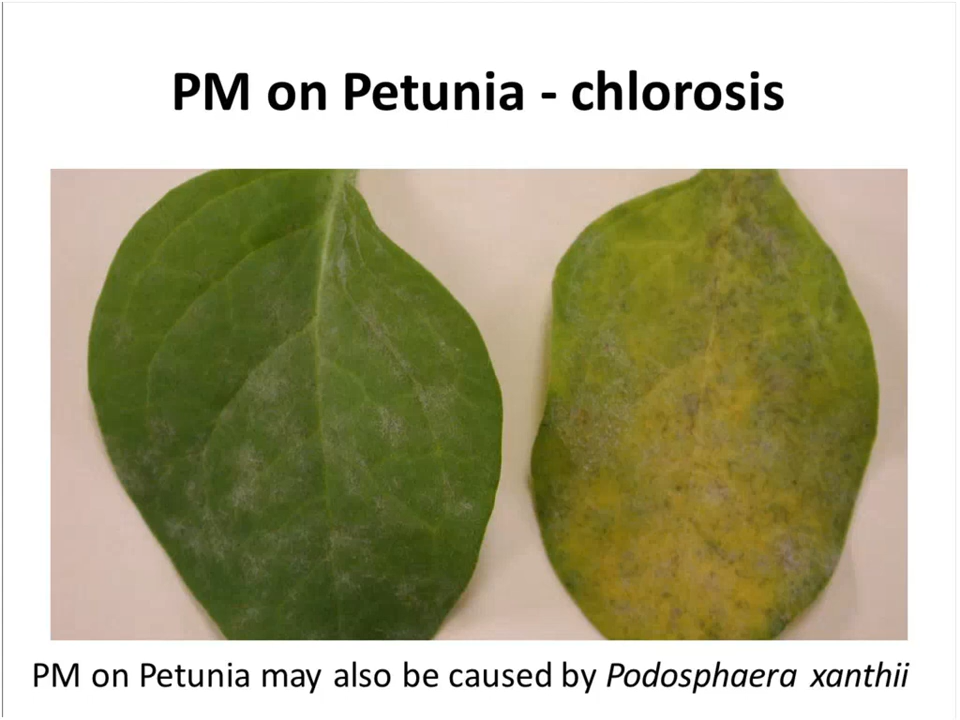 PM on Petunia - chlorosis
PM on Petunia may also be caused by Podosphaera xanthii